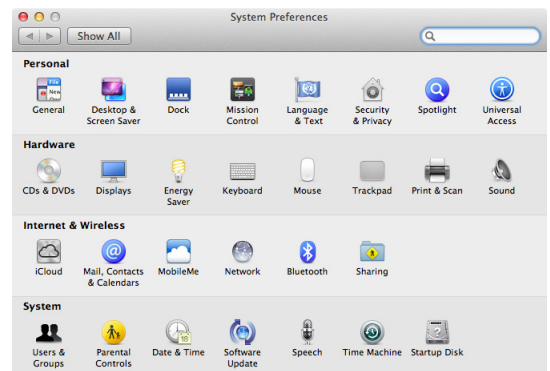 System Preferences
Show All
Personal
General
Desktop &
Screen Saver
Dock
Mission
Control
Language
& Text
Security
& Privacy
Spotlight
Universal
Access
Hardware
CDs & DVDs
Displays
Energy
Saver
Keyboard
Mouse
Trackpad
Print & Scan
Sound
Internet & Wireless
iCloud
Mail, Contacts
& Calendars
MobileMe
Network
Bluetooth
Sharing
System
Users &
Groups
Parental
Controls
Date & Time
Software
Update
Speech
Time Machine
Startup Disk